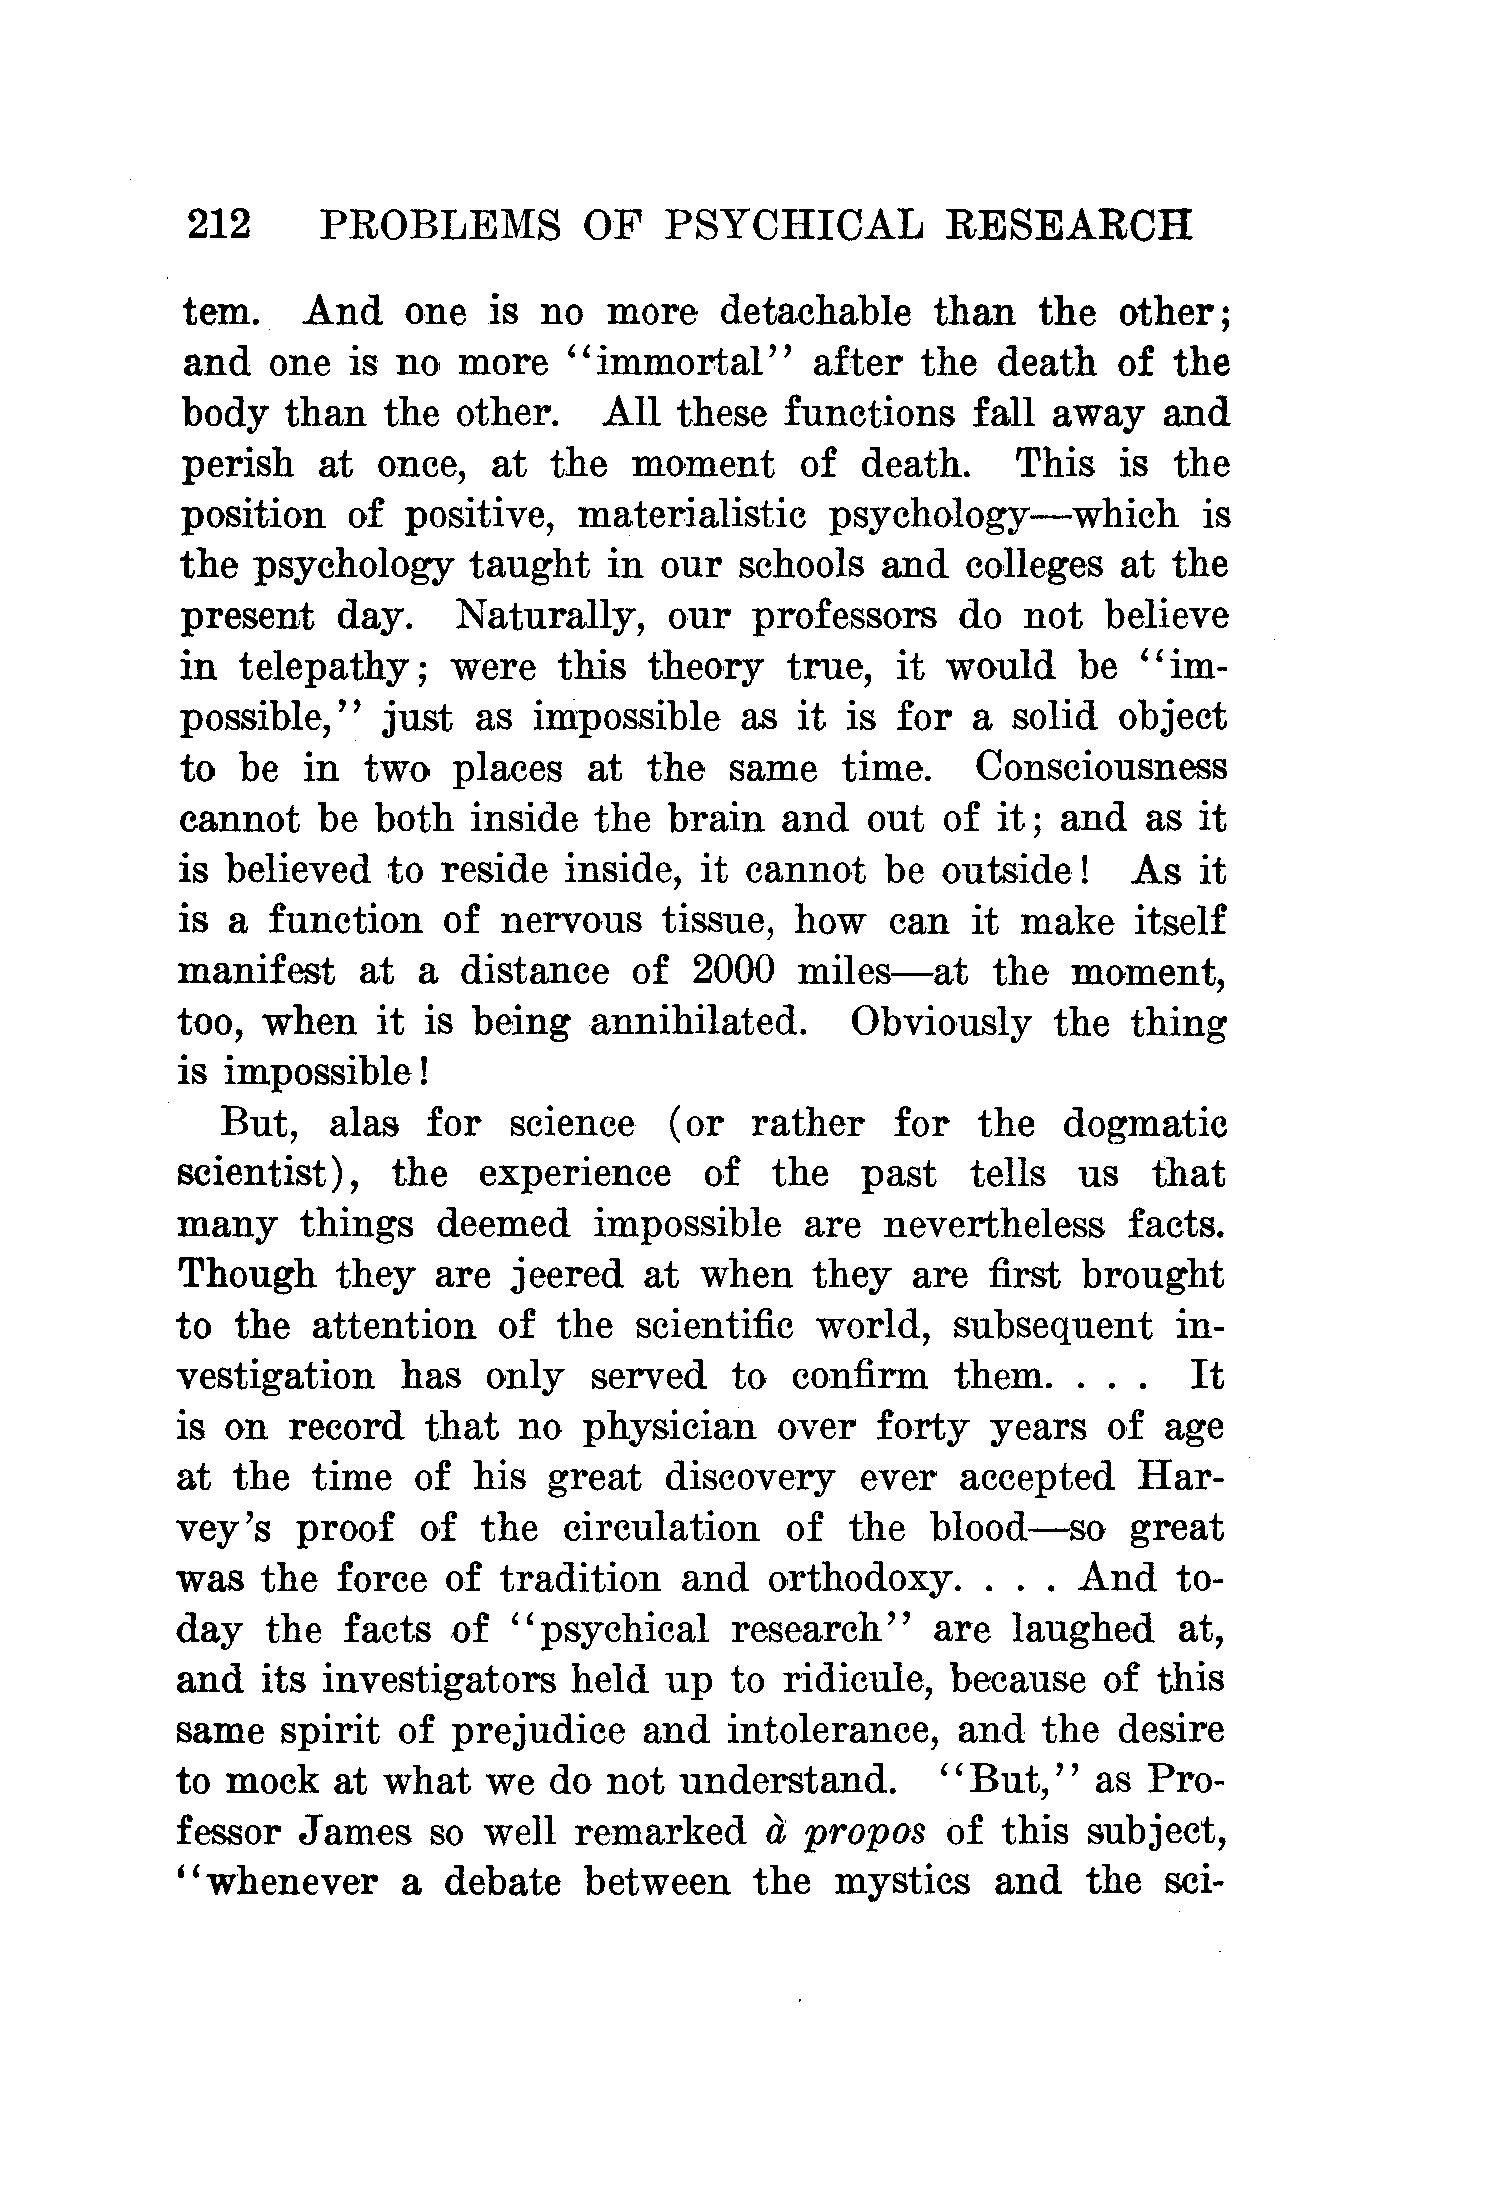 212 PROBLEMS OF PSYCHICAL RESEARCH
tem. And one is no more detachable than the other;
and one is no more "immortal" after the death of the
body than the other. All these functions fall away and
perish at once, at the moment of death. This is the
position of positive, materialistic psychology—which is
the psychology taught in our schools and colleges at the
present day. Naturally, our professors do not believe
in telepathy; were this theory true, it would be "im-
possible," just as impossible as it is for a solid object
to be in two places at the same time. Consciousness
cannot be both inside the brain and out of it; and as it
is believed to reside inside, it cannot be outside! As it
is a function of nervous tissue, how can it make itself
manifest at a distance of 2000 miles—at the moment,
too, when it is being annihilated. Obviously the thing
is impossible!
But, alas for science (or rather for the dogmatic
scientist), the experience of the past tells us that
many things deemed impossible are nevertheless facts.
Though they are jeered at when they are first brought
to the attention of the scientific world, subsequent in-
vestigation has only served to confirm them. . . . It
is on record that no physician over forty years of age
at the time of his great discovery ever accepted Har-
vey's proof of the circulation of the blood—so great
was the force of tradition and orthodoxy. . . . And to-
day the facts of "psychical research" are laughed at,
and its investigators held up to ridicule, because of this
same spirit of prejudice and intolerance, and the desire
to mock at what we do not understand. "But," as Pro-
fessor James so well remarked à propos of this subject,
"whenever a debate between the mystics and the sci-